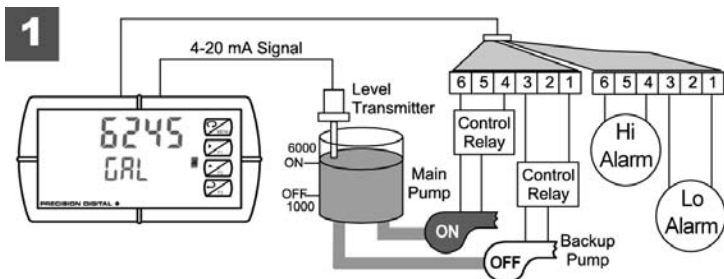 1
4-20 mA Signal
6245
GAL
PRECISION DIGITAL
Level
Transmitter
6000
ON
OFF
1000
Main
Pump
ON
OFF
Backup
Pump
6 5 4 3 2 1
6 5 4 3 2 1
Control
Relay
Control
Relay
Hi
Alarm
Lo
Alarm